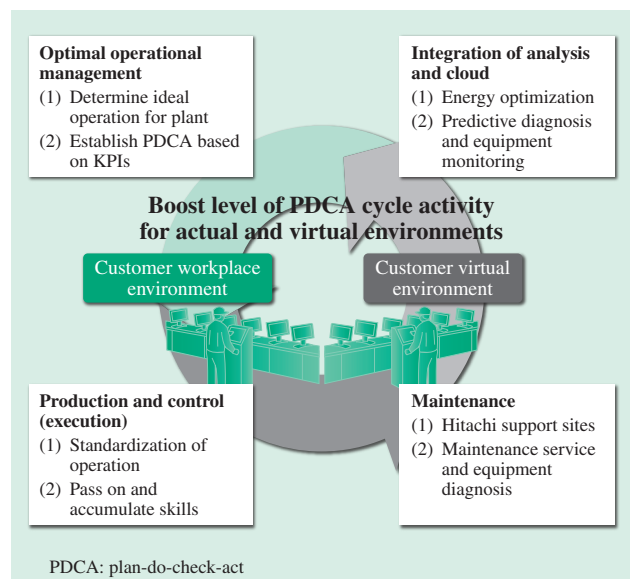 Optimal operational
management
(1) Determine ideal
operation for plant
(2) Establish PDCA based
on KPIs
Integration of analysis
and cloud
(1) Energy optimization
(2) Predictive diagnosis
and equipment
monitoring
Boost level of PDCA cycle activity
for actual and virtual environments
Customer workplace
environment
Customer virtual
environment
Production and control
(execution)
(1) Standardization of
operation
(2) Pass on and
accumulate skills
Maintenance
(1) Hitachi support sites
(2) Maintenance service
and equipment
diagnosis
PDCA: plan-do-check-act